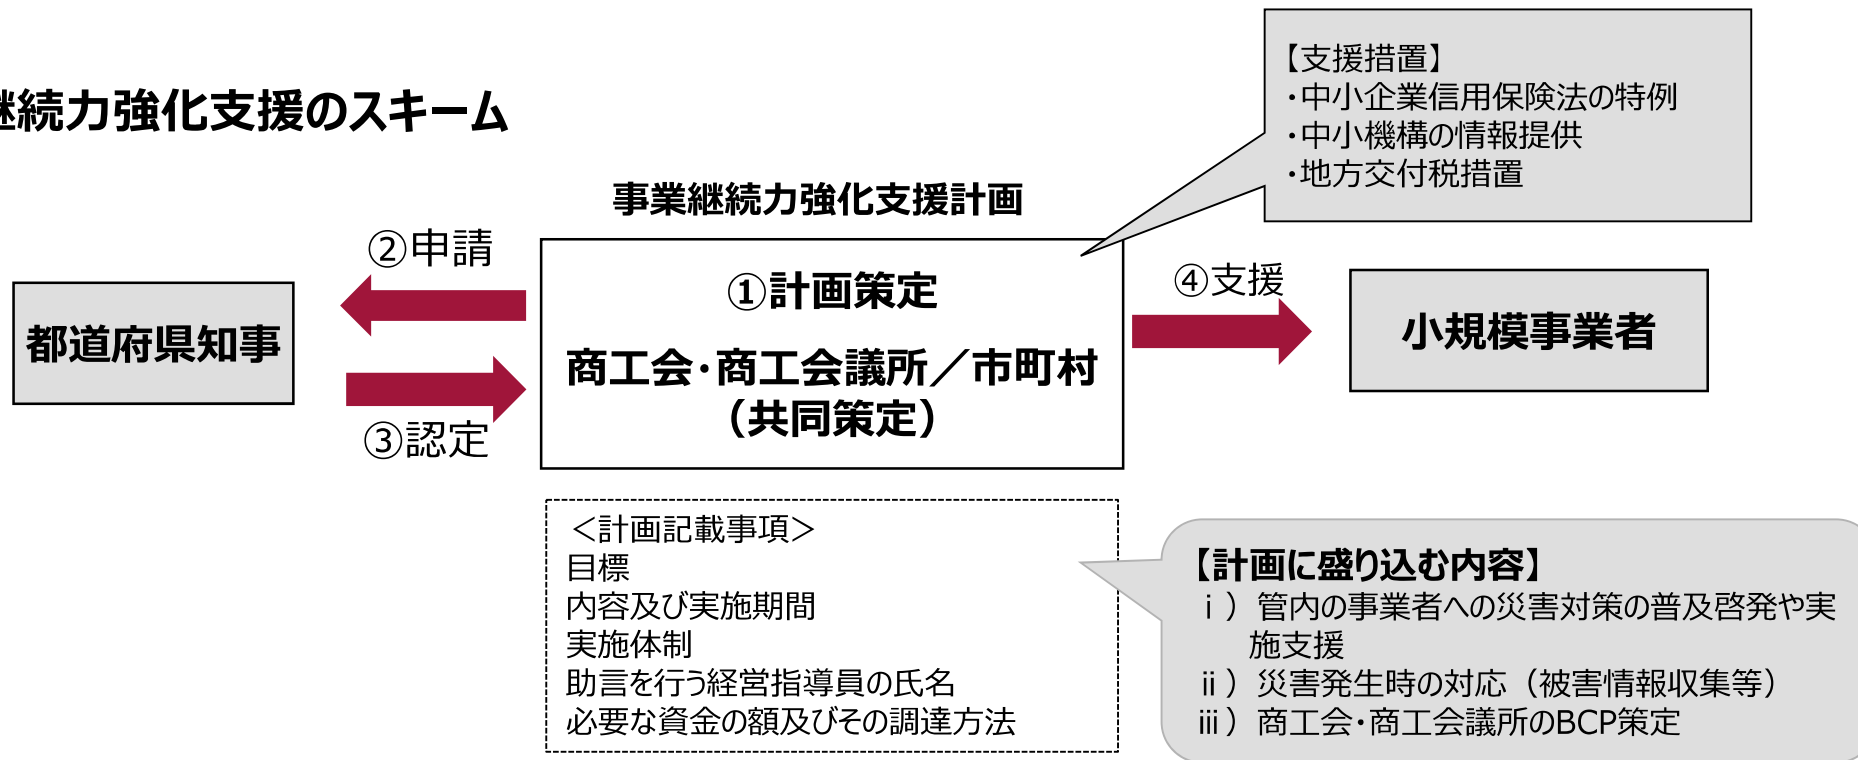 継続力強化支援のスキーム
【支援措置】
・中小企業信用保険法の特例
・中小機構の情報提供
・地方交付税措置
事業継続力強化支援計画
②申請
都道府県知事
③認定
①計画策定
商工会・商工会議所／市町村
（共同策定）
④支援
小規模事業者
＜計画記載事項＞
目標
内容及び実施期間
実施体制
助言を行う経営指導員の氏名
必要な資金の額及びその調達方法
【計画に盛り込む内容】
ⅰ）管内の事業者への災害対策の普及啓発や実
施支援
ⅱ）災害発生時の対応（被害情報収集等）
ⅲ）商工会・商工会議所のBCP策定